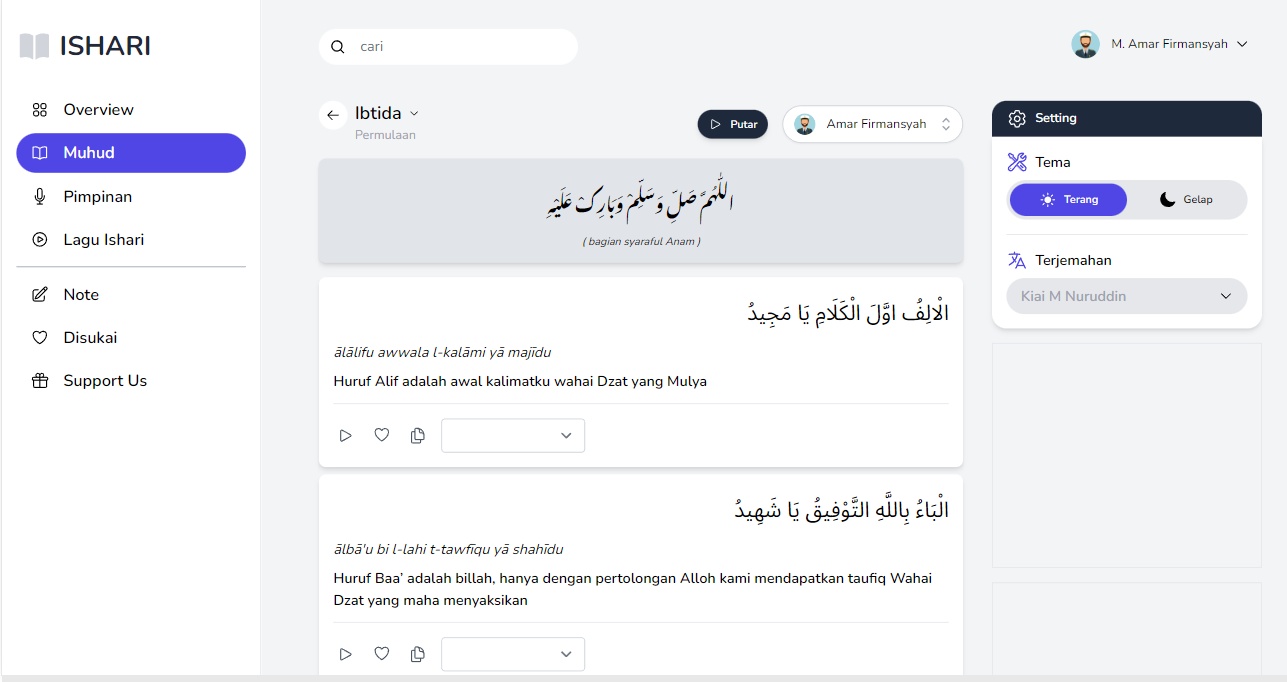 ISHARI
Overview
Muhud
Pimpinan
Lagu Ishari
Note
Disukai
Support Us
cari
M. Amar Firmansyah
Ibtida
Permulaan
Putar
Amar Firmansyah
اللّٰهُمَّ صَلِّ وَسَلِّمْ وَبَارِكْ عَلَيْهِ
( bagian syaraful Anam )
الْالِفُ اوَّلَ الْكَلَامِ يَا مَجِيدُ
ālālifu awwala l-kalāmi yā majīdu
Huruf Alif adalah awal kalimatku wahai Dzat yang Mulya
الْبَاءُ بِاللَّهِ التَّوْفِيقُ يَا شَهِيدُ
ālbā'u bi l-lahi t-tawfīqu yā shahīdu
Huruf Baa’ adalah billah, hanya dengan pertolongan Alloh kami mendapatkan taufiq Wahai
Dzat yang maha menyaksikan
Setting
Tema
Terang
Gelap
Terjemahan
Kiai M Nuruddin